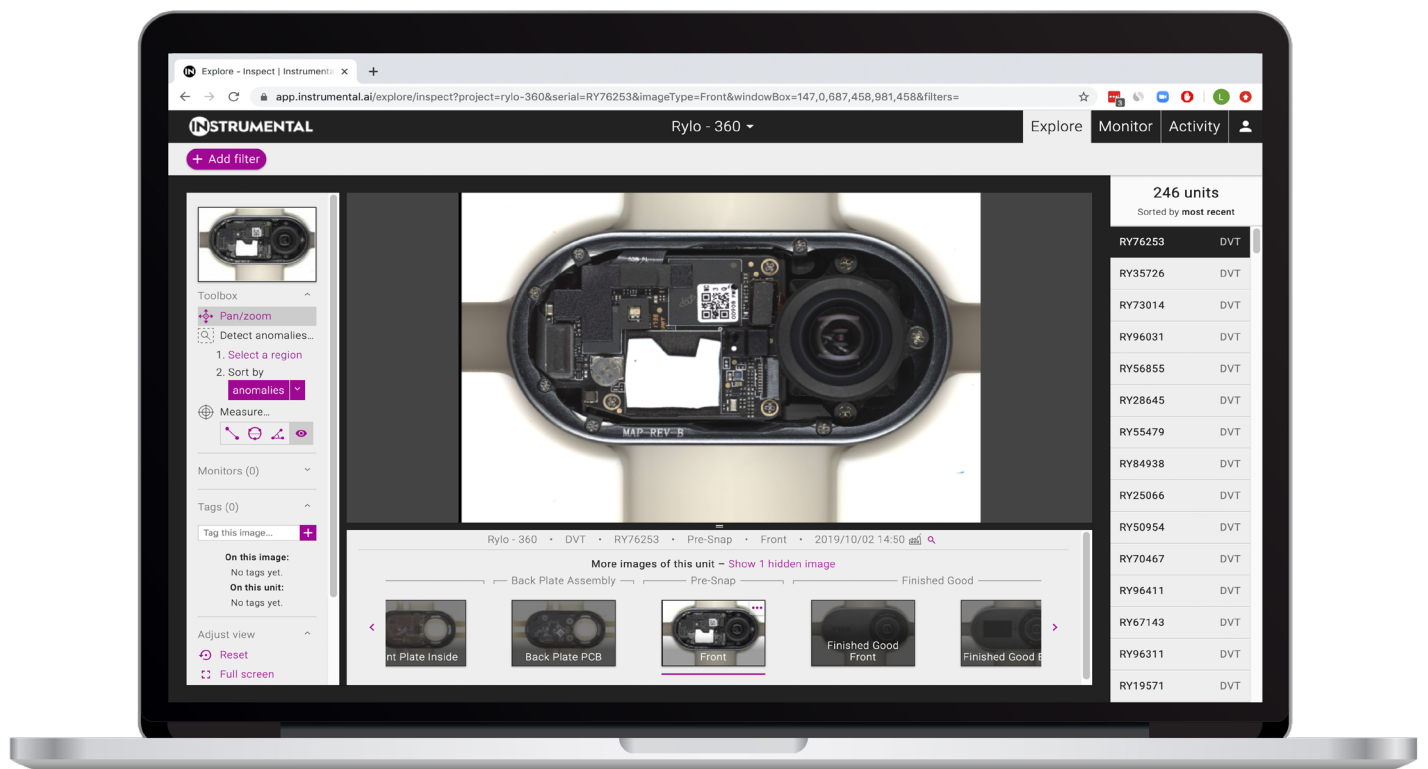 Explore - Inspect | Instrumenta
app.instrumental.ai/explore/inspect?project=rylo-360&serial=RY76253&imageType=Front&windowBox=147,0,687,458,981,458&filters=
3
L
INSTRUMENTAL
Rylo - 360
Explore
Monitor
Activity
+ Add filter
Toolbox
Pan/zoom
Detect anomalies...
1. Select a region
2. Sort by
anomalies
Measure...
Monitors (0)
Tags (0)
Tag this image...
On this image:
No tags yet.
On this unit:
No tags yet.
Adjust view
Reset
Full screen
MAP-REV-B
Rylo - 360 • DVT • RY76253 • Pre-Snap • Front • 2019/10/02 14:50
More images of this unit – Show 1 hidden image
Back Plate Assembly
Pre-Snap
Finished Good
nt Plate Inside
Back Plate PCB
Front
Finished Good
Front
Finished Good
246 units
Sorted by most recent
RY76253 DVT
RY35726 DVT
RY73014 DVT
RY96031 DVT
RY56855 DVT
RY28645 DVT
RY55479 DVT
RY84938 DVT
RY25066 DVT
RY50954 DVT
RY70467 DVT
RY96411 DVT
RY67143 DVT
RY96311 DVT
RY19571 DVT